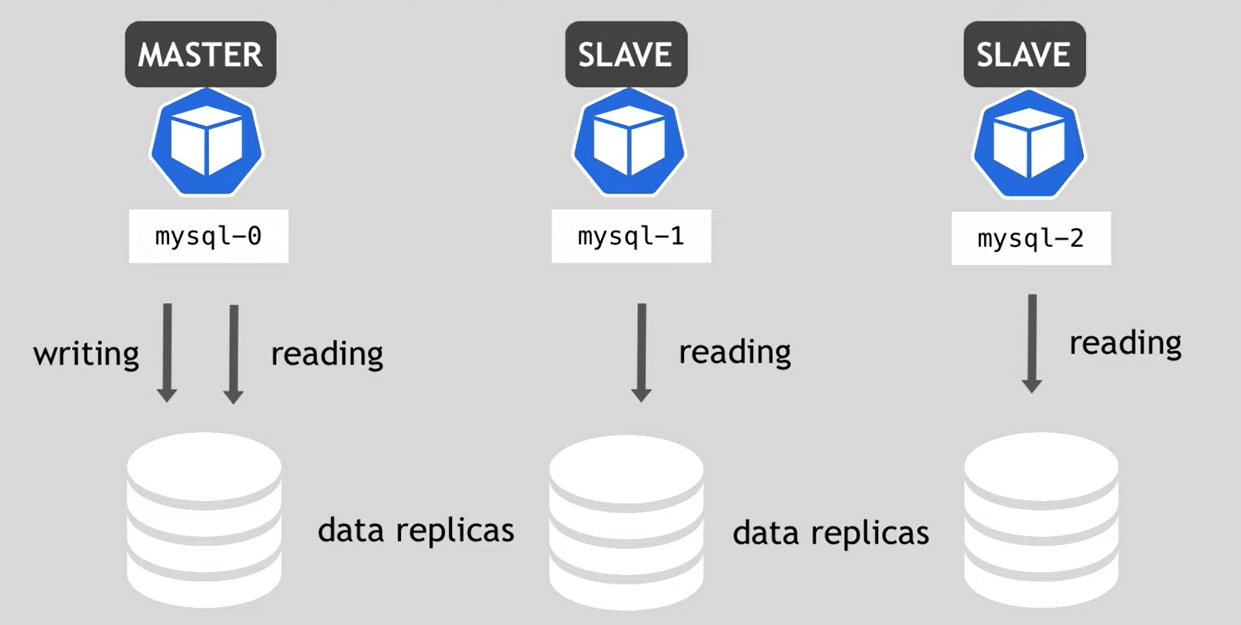 MASTER
SLAVE
SLAVE
mysql-0
mysql-1
mysql-2
writing
reading
reading
reading
data replicas
data replicas